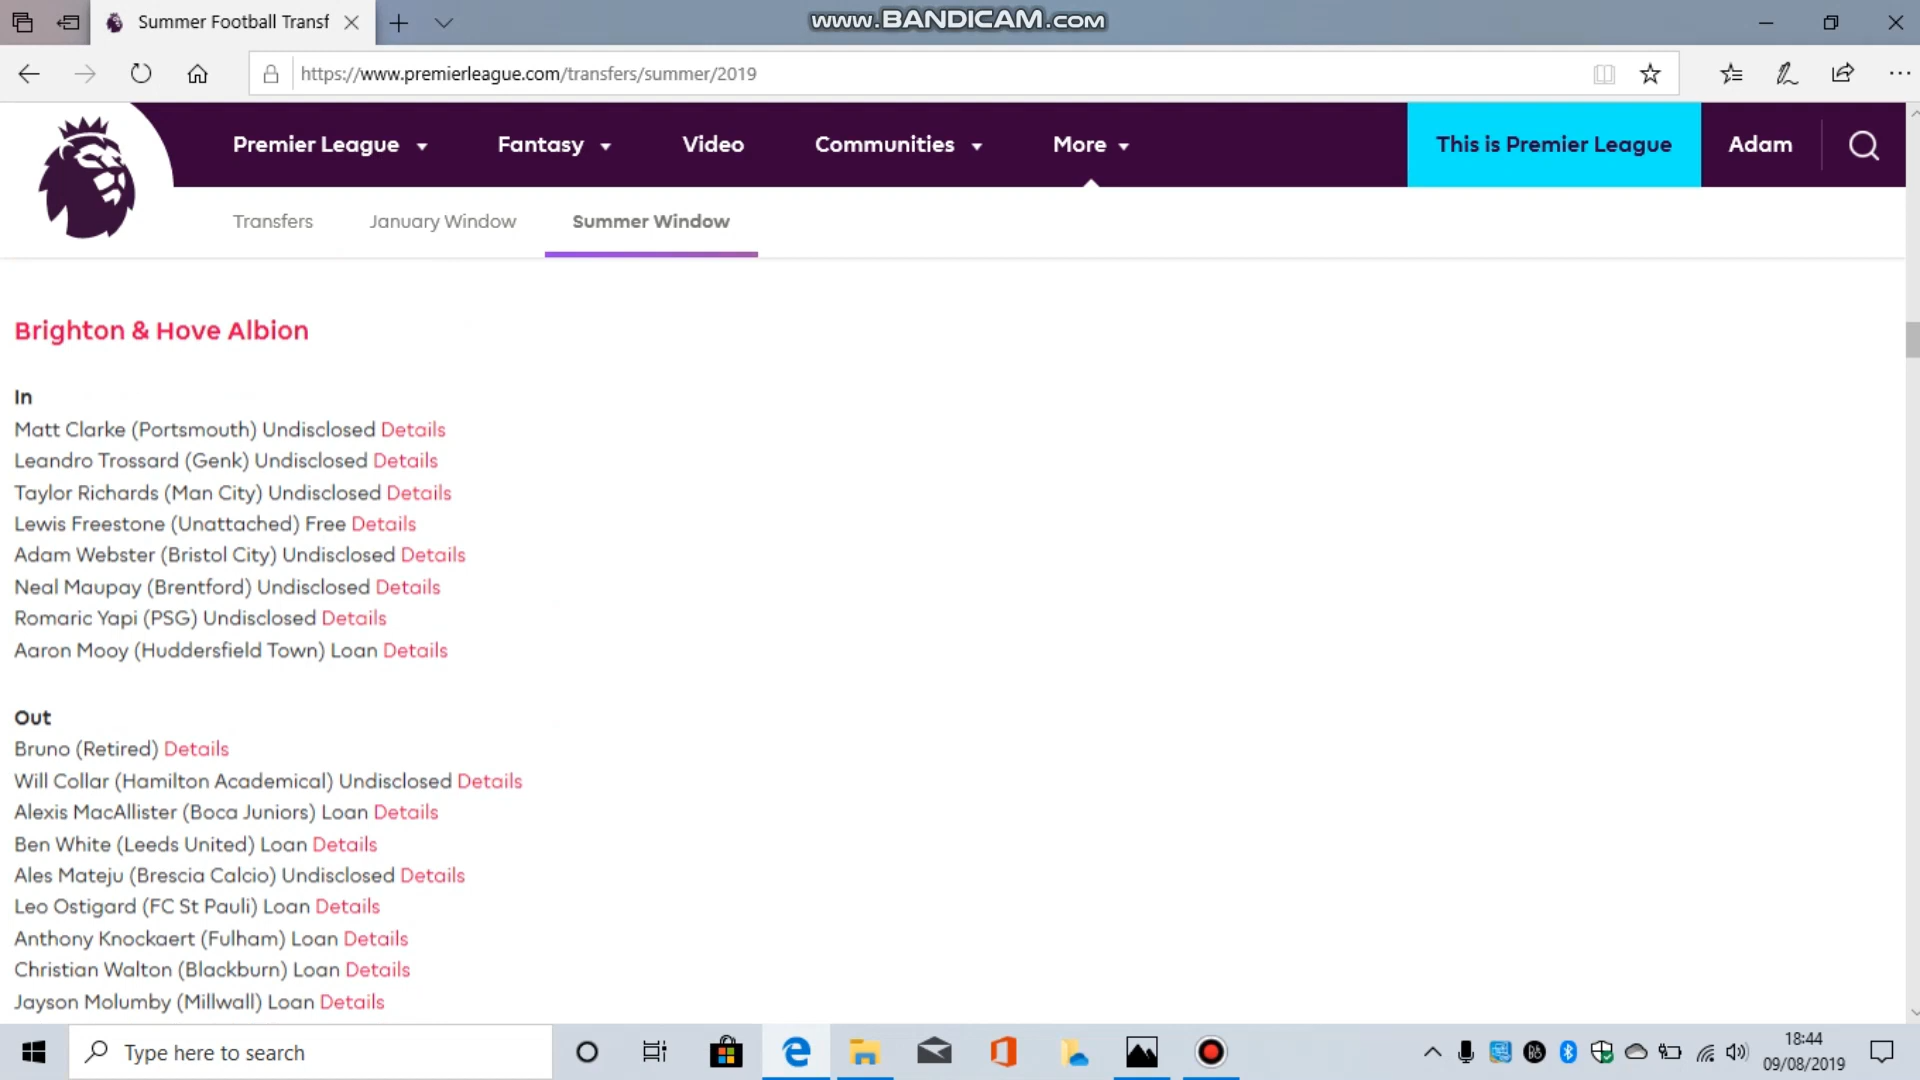 Summer Football Transf
www.BANDICAM.com
https://www.premierleague.com/transfers/summer/2019
Premier League
Fantasy
Video
Communities
More
This is Premier League
Adam
Transfers
January Window
Summer Window
Brighton & Hove Albion
In
Matt Clarke (Portsmouth) Undisclosed Details
Leandro Trossard (Genk) Undisclosed Details
Taylor Richards (Man City) Undisclosed Details
Lewis Freestone (Unattached) Free Details
Adam Webster (Bristol City) Undisclosed Details
Neal Maupay (Brentford) Undisclosed Details
Romaric Yapi (PSG) Undisclosed Details
Aaron Mooy (Huddersfield Town) Loan Details
Out
Bruno (Retired) Details
Will Collar (Hamilton Academical) Undisclosed Details
Alexis MacAllister (Boca Juniors) Loan Details
Ben White (Leeds United) Loan Details
Ales Mateju (Brescia Calcio) Undisclosed Details
Leo Ostigard (FC St Pauli) Loan Details
Anthony Knockaert (Fulham) Loan Details
Christian Walton (Blackburn) Loan Details
Jayson Molumby (Millwall) Loan Details
Type here to search
18:44
09/08/2019